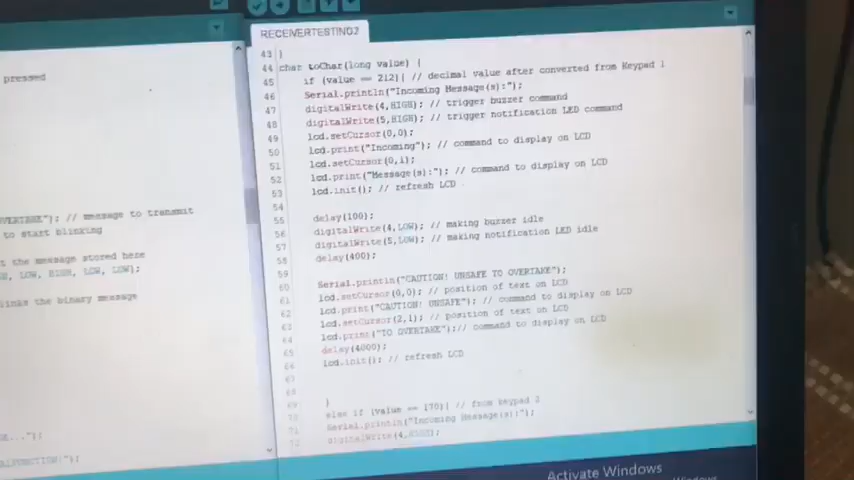 RECEIVERTESTING2
pressed
OVERTAKE"); // message to transmit
to start blinking
t the message stored here
H, LOW, HIGH, LOW, LOW);
links the binary message
E...");
ALFUNCTION!");
43 }
44 char toChar(long value) {
45 if (value == 212){ // decimal value after converted from Keypad 1
46 Serial.println("Incoming Message(s):");
47 digitalWrite(4,HIGH); // trigger buzzer command
48 digitalWrite(5,HIGH); // trigger notification LED command
49 lcd.setCursor(0,0);
50 lcd.print("Incoming"); // command to display on LCD
51 lcd.setCursor(0,1);
52 lcd.print("Message(s):"); // command to display on LCD
53 lcd.init(); // refresh LCD
54
55 delay(100);
56 digitalWrite(4,LOW); // making buzzer idle
57 digitalWrite(5,LOW); // making notification LED idle
58 delay(400);
59
60 Serial.println("CAUTION! UNSAFE TO OVERTAKE");
61 lcd.setCursor(0,0); // position of text on LCD
62 lcd.print("CAUTION! UNSAFE"); // command to display on LCD
63 lcd.setCursor(2,1); // position of text on LCD
64 lcd.print("TO OVERTAKE");// command to display on LCD
65 delay(4000);
66 lcd.init(); // refresh LCD
67
68
69 }
70 else if (value == 170){ // from keypad 2
71 Serial.println("Incoming Message(s):");
72 digitalWrite(4,HIGH);
Activate Windows